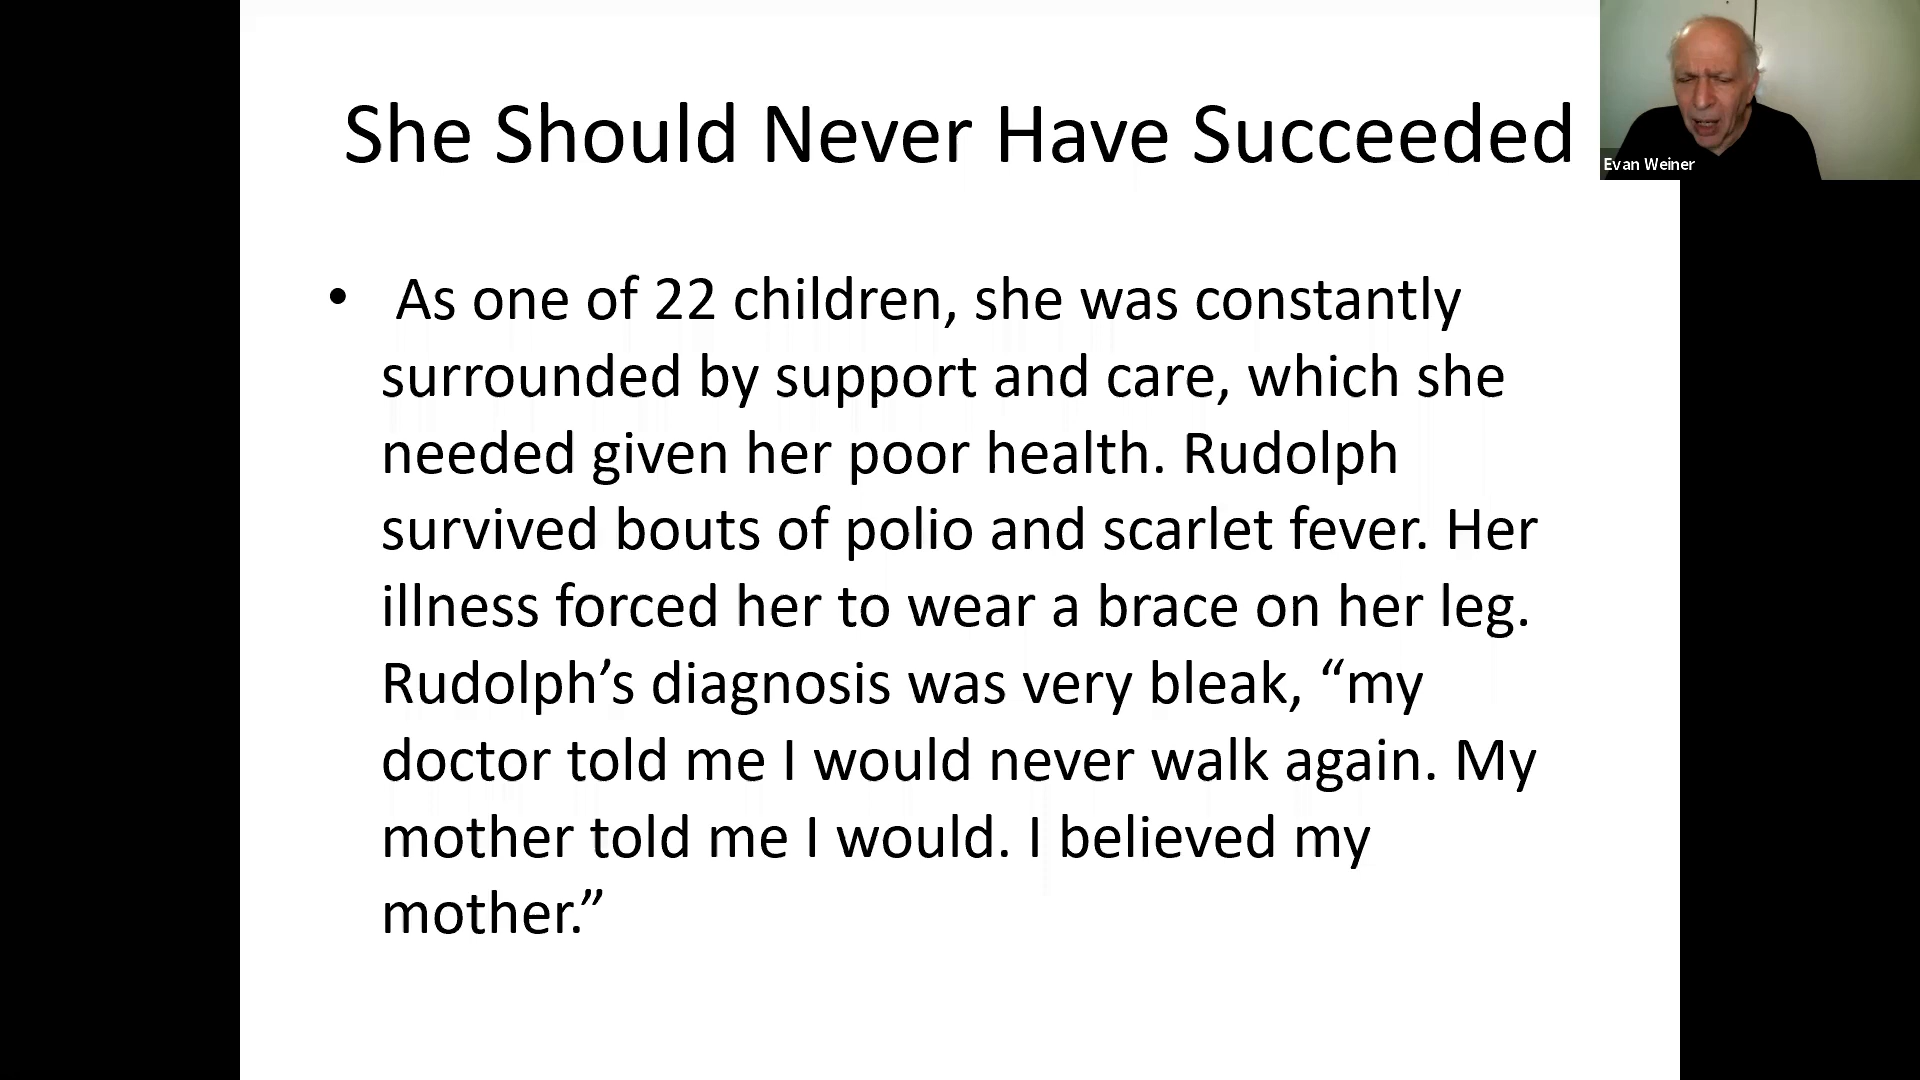 She Should Never Have Succeeded
Evan Weiner
• As one of 22 children, she was constantly
surrounded by support and care, which she
needed given her poor health. Rudolph
survived bouts of polio and scarlet fever. Her
illness forced her to wear a brace on her leg.
Rudolph’s diagnosis was very bleak, “my
doctor told me I would never walk again. My
mother told me I would. I believed my
mother.”